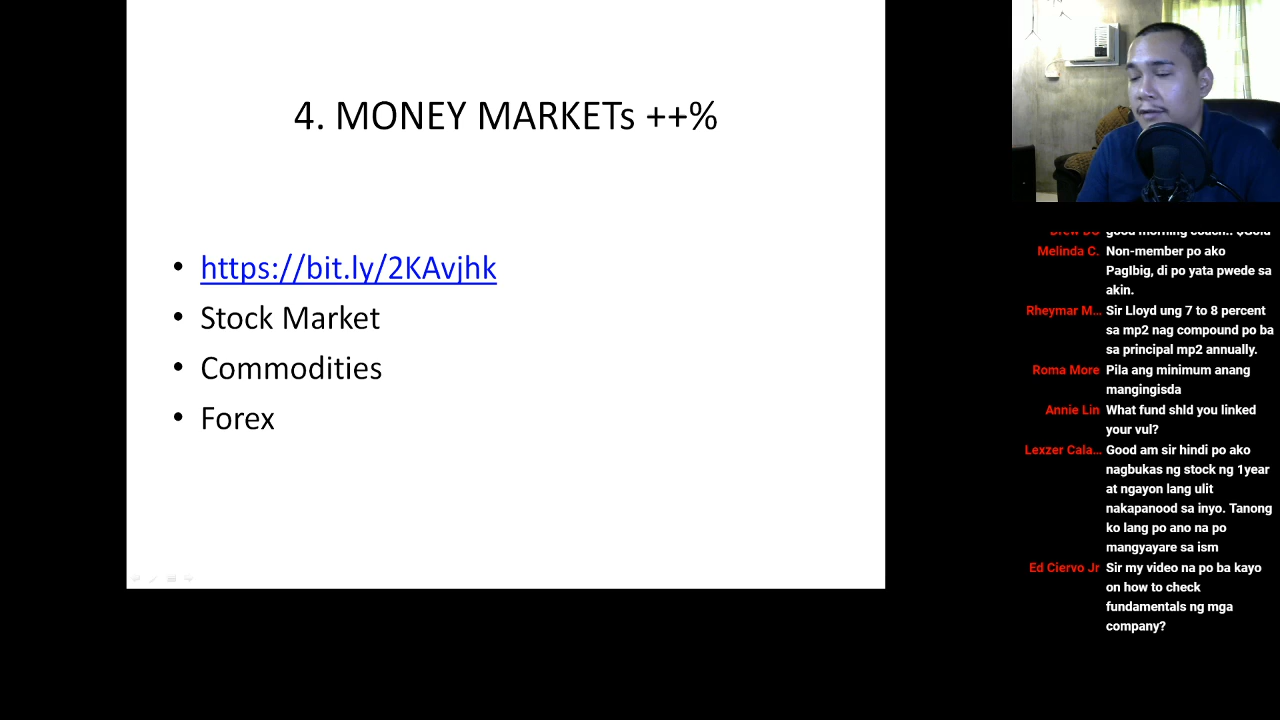 4. MONEY MARKETs ++%
• https://bit.ly/2KAvjhk
• Stock Market
• Commodities
• Forex
Drew DO good morning coach..
Melinda C. Non-member po ako
PagIbig, di po yata pwede sa
akin.
Rheymar M... Sir Lloyd ung 7 to 8 percent
sa mp2 nag compound po ba
sa principal mp2 annually.
Roma More Pila ang minimum anang
mangingisda
Annie Lin What fund shld you linked
your vul?
Lexzer Cala... Good am sir hindi po ako
nagbukas ng stock ng 1year
at ngayon lang ulit
nakapanood sa inyo. Tanong
ko lang po ano na po
mangyayare sa ism
Ed Ciervo Jr Sir my video na po ba kayo
on how to check
fundamentals ng mga
company?